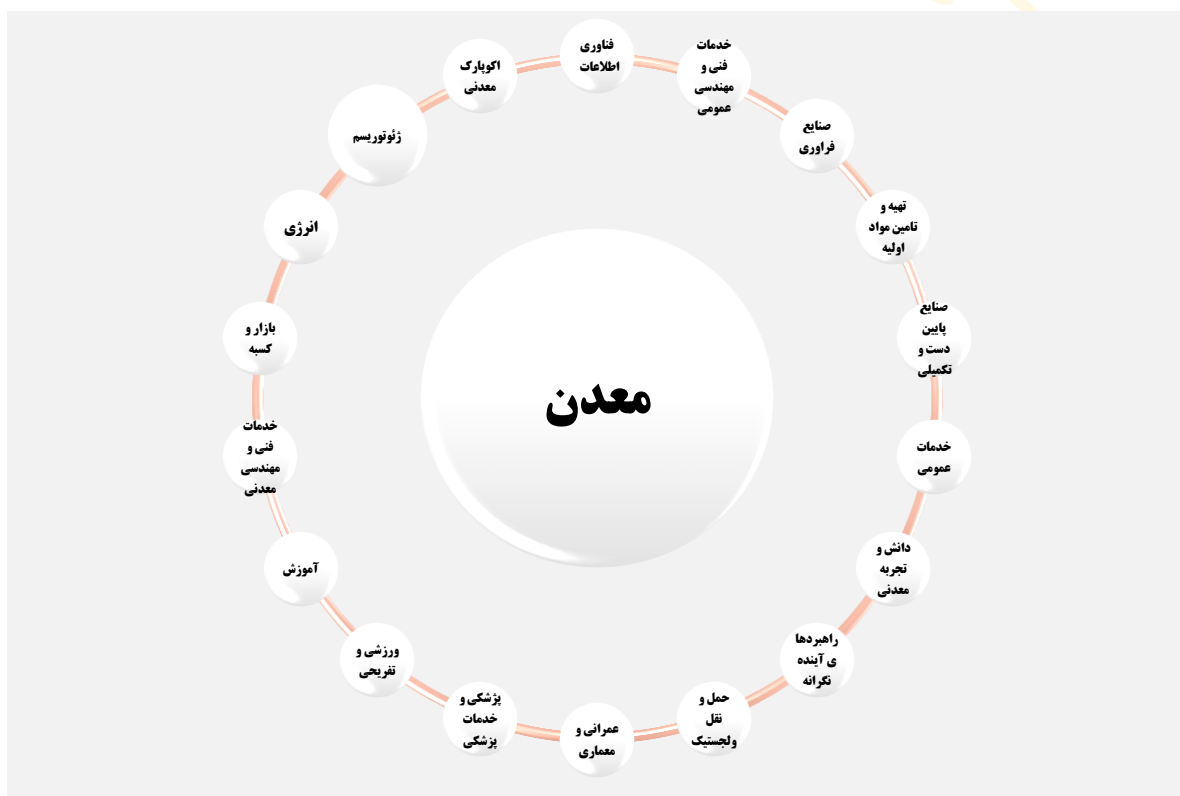 فناوری
اطلاعات
خدمات
فنی و
مهندسی
عمومی
صنایع
فراوری
تهیه و
تامین مواد
اولیه
صنایع
پایین
دست و
تکمیلی
خدمات
عمومی
دانش و
تجربه
معدنی
راهبردها
ی آینده
نگرانه
حمل و
نقل
ولجستیک
عمرانی و
معماری
پزشکی و
خدمات
پزشکی
ورزشی و
تفریحی
آموزش
خدمات
فنی و
مهندسی
معدنی
بازار و
کسبه
انرژی
ژئوتوریسم
اکوپارک
معدنی
معدن